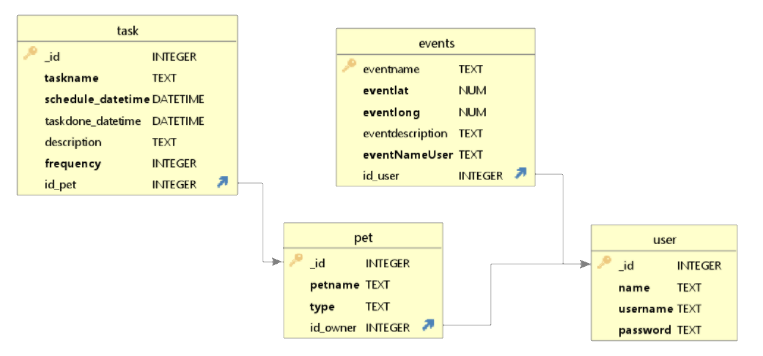 task
_id INTEGER
taskname TEXT
schedule_datetime DATETIME
taskdone_datetime DATETIME
description TEXT
frequency INTEGER
id_pet INTEGER
events
eventname TEXT
eventlat NUM
eventlong NUM
eventdescription TEXT
eventNameUser TEXT
id_user INTEGER
pet
_id INTEGER
petname TEXT
type TEXT
id_owner INTEGER
user
_id INTEGER
name TEXT
username TEXT
password TEXT